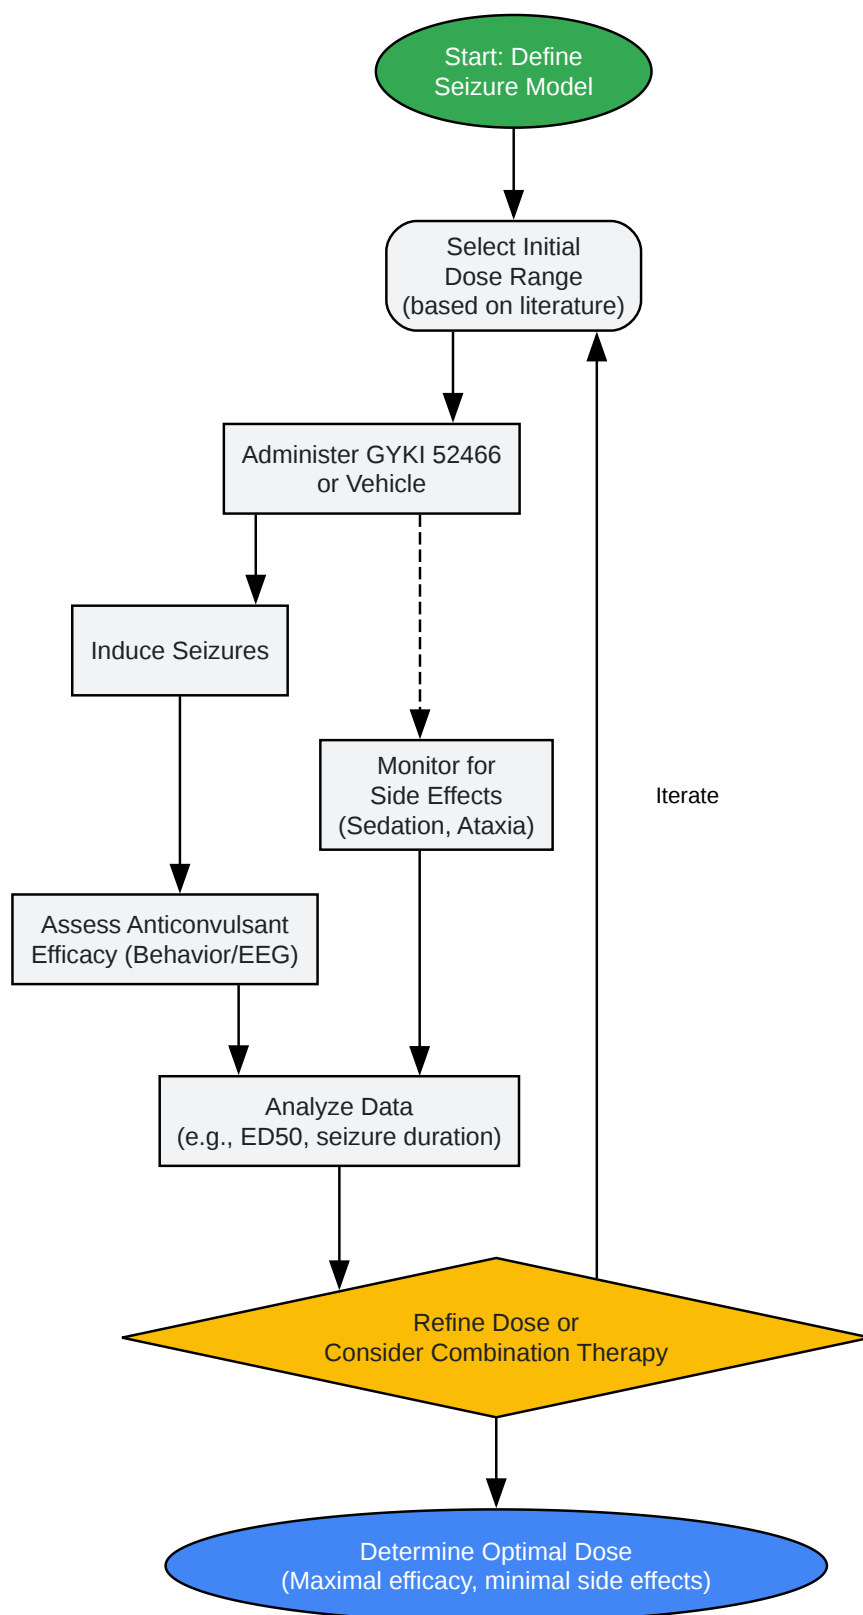 Start: Define
Seizure Model
Select Initial
Dose Range
(based on literature)
Administer GYKI 52466
or Vehicle
Induce Seizures
Monitor for
Side Effects
(Sedation, Ataxia)
Iterate
Assess Anticonvulsant
Efficacy (Behavior/EEG)
Analyze Data
(e.g., ED50, seizure duration)
Refine Dose or
Consider Combination Therapy
Determine Optimal Dose
(Maximal efficacy, minimal side effects)